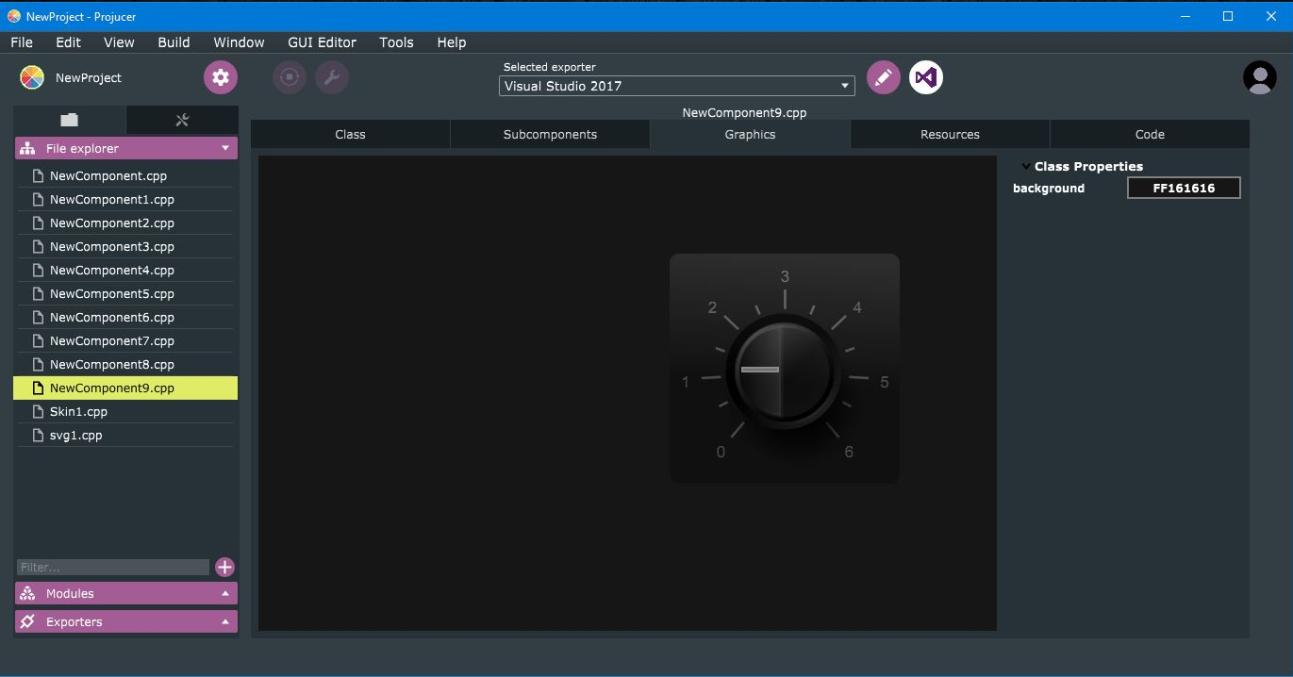 NewProject - Projucer
File Edit View Build Window GUI Editor Tools Help
NewProject
Selected exporter
Visual Studio 2017
NewComponent9.cpp
Class Subcomponents Graphics Resources Code
File explorer
NewComponent.cpp
NewComponent1.cpp
NewComponent2.cpp
NewComponent3.cpp
NewComponent4.cpp
NewComponent5.cpp
NewComponent6.cpp
NewComponent7.cpp
NewComponent8.cpp
NewComponent9.cpp
Skin1.cpp
svg1.cpp
Filter...
Modules
Exporters
3
2 4
1 5
0 6
Class Properties
background FF161616